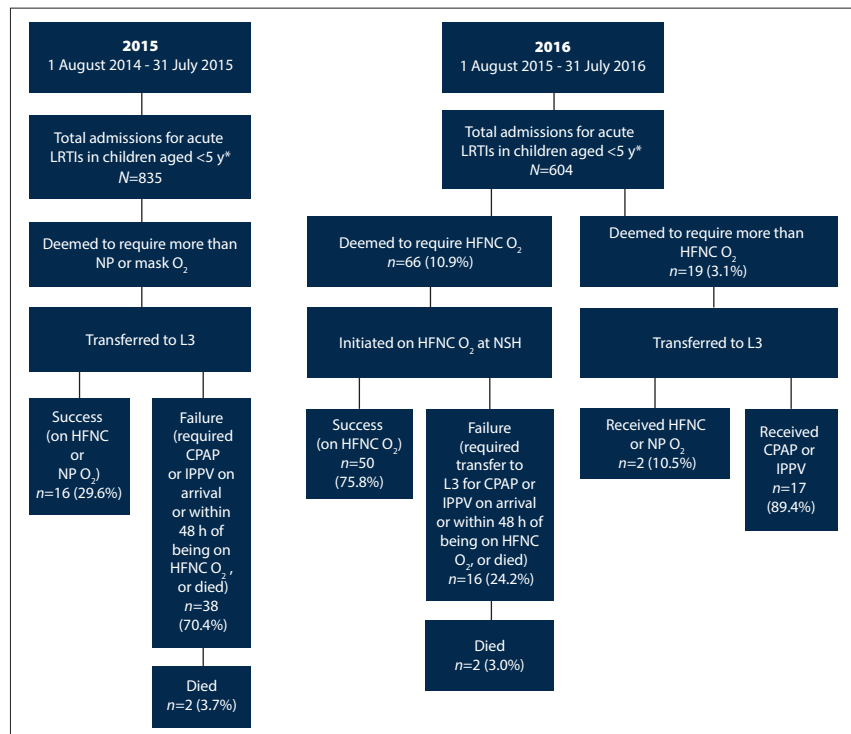 2015
1 August 2014 - 31 July 2015
Total admissions for acute
LRTIs in children aged <5 y*
N=835
Deemed to require more than
NP or mask O₂
Transferred to L3
Success
(on HFNC
or
NP O₂)
n=16 (29.6%)
Failure
(required
CPAP
or IPPV on
arrival
or within
48 h of
being on
HFNC O₂ ,
or died)
n=38
(70.4%)
Died
n=2 (3.7%)
2016
1 August 2015 - 31 July 2016
Total admissions for acute
LRTIs in children aged <5 y*
N=604
Deemed to require HFNC O₂
n=66 (10.9%)
Initiated on HFNC O₂ at NSH
Success
(on HFNC O₂)
n=50
(75.8%)
Failure
(required
transfer to
L3 for CPAP or
IPPV on arrival
or within 48 h of
being on HFNC
O₂, or died)
n=16 (24.2%)
Died
n=2 (3.0%)
Deemed to require more than
HFNC O₂
n=19 (3.1%)
Transferred to L3
Received HFNC
or NP O₂
n=2 (10.5%)
Received
CPAP or
IPPV
n=17
(89.4%)